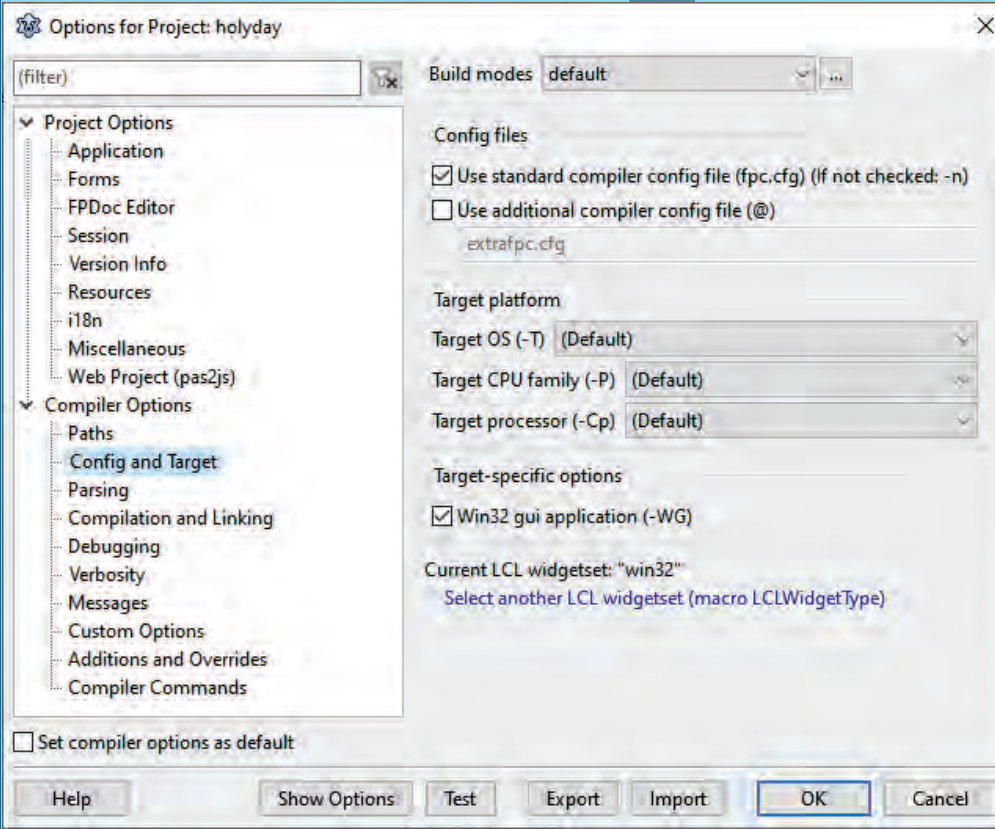 Options for Project: holyday
(filter)
Project Options
Application
Forms
FPDoc Editor
Session
Version Info
Resources
i18n
Miscellaneous
Web Project (pas2js)
Compiler Options
Paths
Config and Target
Parsing
Compilation and Linking
Debugging
Verbosity
Messages
Custom Options
Additions and Overrides
Compiler Commands
Build modes default ...
Config files
Use standard compiler config file (fpc.cfg) (If not checked: -n)
Use additional compiler config file (@)
extrafpc.cfg
Target platform
Target OS (-T) (Default)
Target CPU family (-P) (Default)
Target processor (-Cp) (Default)
Target-specific options
Win32 gui application (-WG)
Current LCL widgetset: "win32"
Select another LCL widgetset (macro LCLWidgetType)
Set compiler options as default
Help Show Options Test Export Import OK Cancel